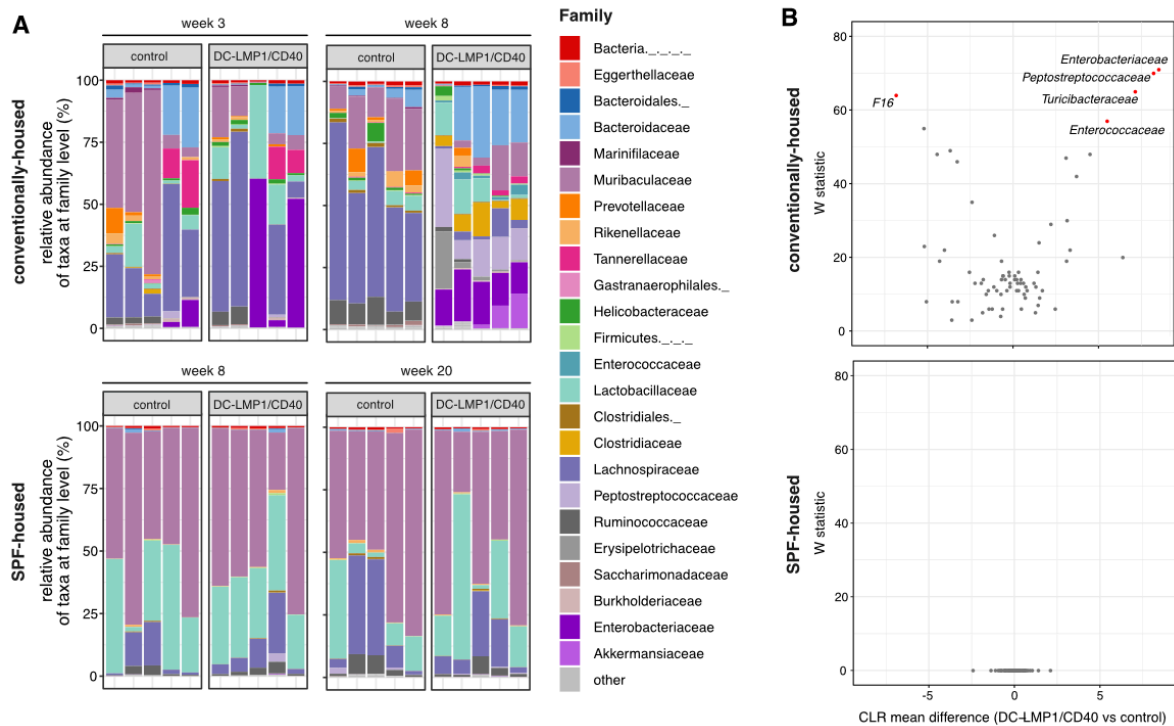 A
week 3
week 8
control
DC-LMP1/CD40
control
DC-LMP1/CD40
conventionally-housed
relative abundance
of taxa at family level (%)
100
75
50
25
0
week 8
week 20
control
DC-LMP1/CD40
control
DC-LMP1/CD40
SPF-housed
relative abundance
of taxa at family level (%)
100
75
50
25
0
Family
Bacteria._._._._
Eggerthellaceae
Bacteroidales._
Bacteroidaceae
Marinifilaceae
Muribaculaceae
Prevotellaceae
Rikenellaceae
Tannerellaceae
Gastranaerophilales._
Helicobacteraceae
Firmicutes._._._
Enterococcaceae
Lactobacillaceae
Clostridiales._
Clostridiaceae
Lachnospiraceae
Peptostreptococcaceae
Ruminococcaceae
Erysipelotrichaceae
Saccharimonadaceae
Burkholderiaceae
Enterobacteriaceae
Akkermansiaceae
other
B
conventionally-housed
W statistic
80
60
40
20
0
Enterobacteriaceae
Peptostreptococcaceae
Turicibacteraceae
F16
Enterococcaceae
SPF-housed
W statistic
80
60
40
20
0
-5
0
5
CLR mean difference (DC-LMP1/CD40 vs control)